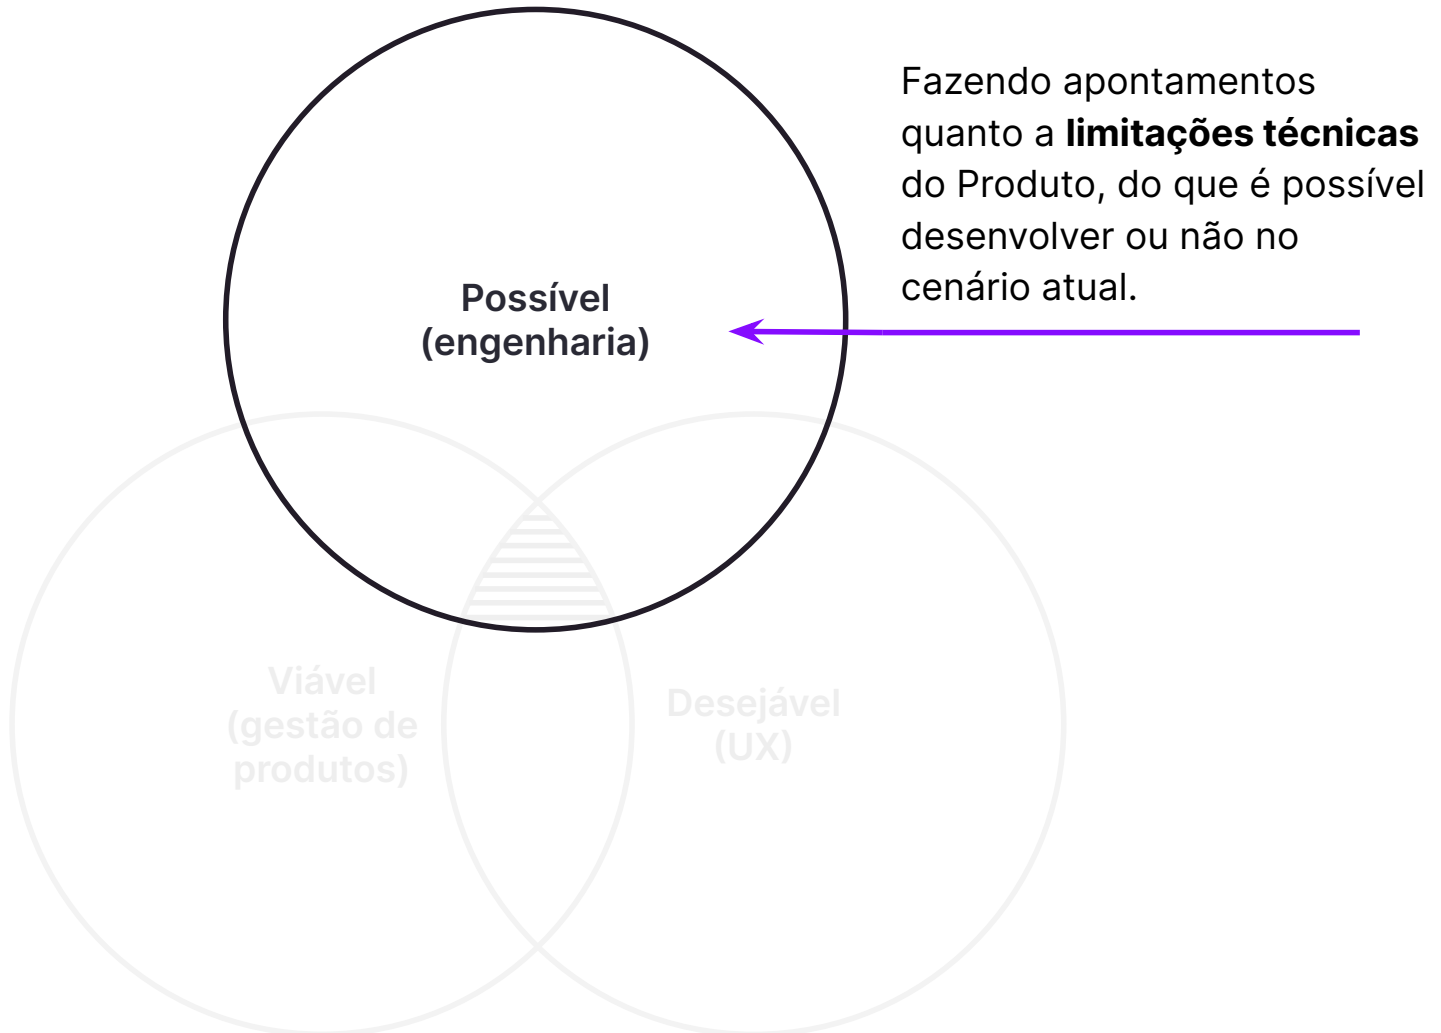 Fazendo apontamentos
quanto a limitações técnicas
do Produto, do que é possível
desenvolver ou não no
cenário atual.
Possível
(engenharia)
Viável
(gestão de
produtos)
Desejável
(UX)